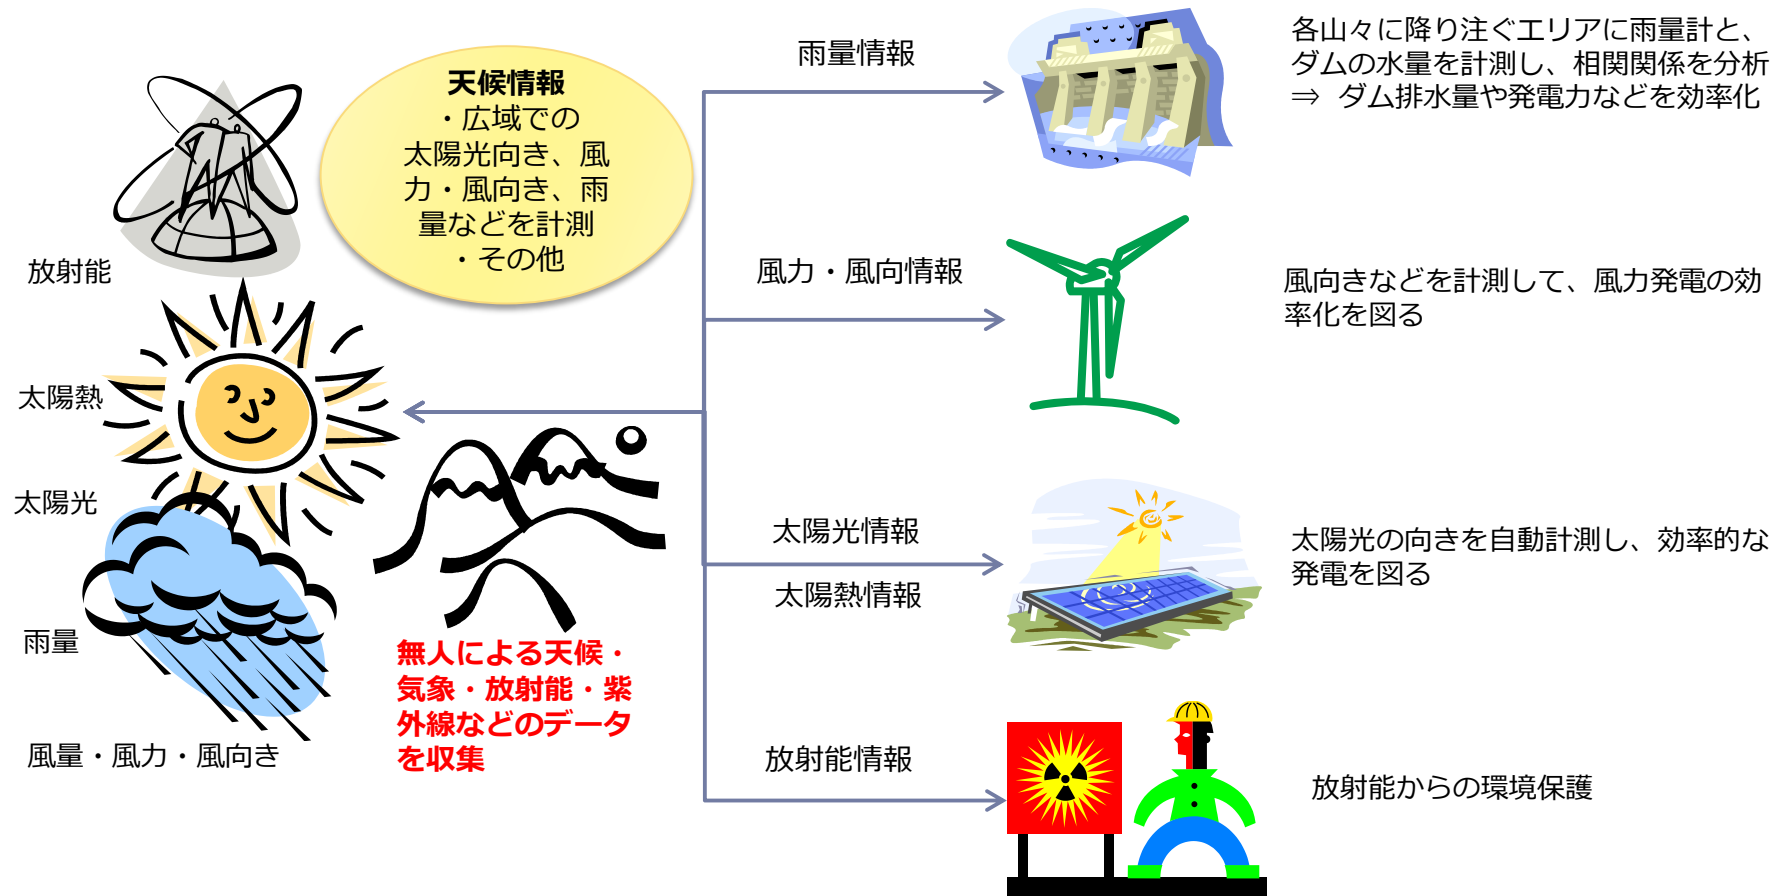 天候情報
・広域での
太陽光向き、風
力・風向き、雨
量などを計測
・その他
放射能
太陽熱
太陽光
雨量
風量・風力・風向き
無人による天候・
気象・放射能・紫
外線などのデータ
を収集
雨量情報
各山々に降り注ぐエリアに雨量計と、
ダムの水量を計測し、相関関係を分析
⇒ ダム排水量や発電力などを効率化
風力・風向情報
風向きなどを計測して、風力発電の効
率化を図る
太陽光情報
太陽熱情報
太陽光の向きを自動計測し、効率的な
発電を図る
放射能情報
放射能からの環境保護